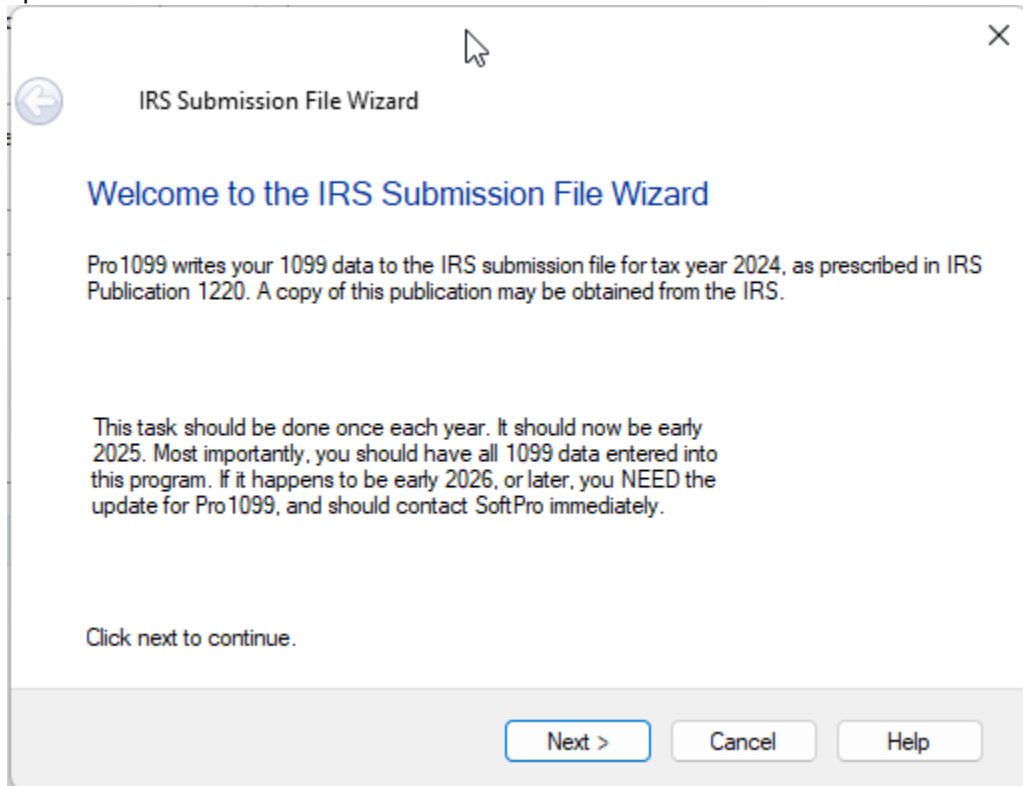 IRS Submission File Wizard
Welcome to the IRS Submission File Wizard
Pro1099 writes your 1099 data to the IRS submission file for tax year 2024, as prescribed in IRS
Publication 1220. A copy of this publication may be obtained from the IRS.
This task should be done once each year. It should now be early
2025. Most importantly, you should have all 1099 data entered into
this program. If it happens to be early 2026, or later, you NEED the
update for Pro1099, and should contact SoftPro immediately.
Click next to continue.
Next > Cancel Help